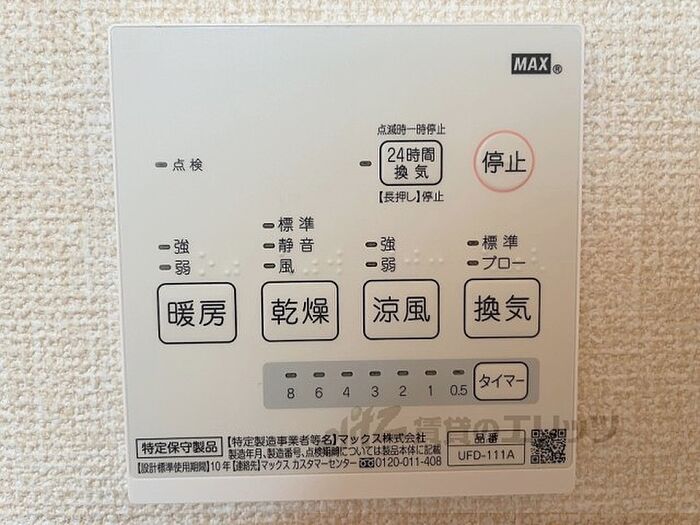 MAX®
点検
点滅時一時停止
24時間
換気
【長押し】停止
停止
強
弱
暖房
標準
静音
風
乾燥
強
弱
涼風
標準
ブロー
換気
8 6 4 3 2 1 0.5
タイマー
特定保守製品
【特定製造事業者等名】マックス株式会社
製造年月、製造番号、点検期間については製品本体に記載
【設計標準使用期間】10年【連絡先】マックス カスタマーセンター 0120-011-408
品番
UFD-111A
賃貸のエリッツ